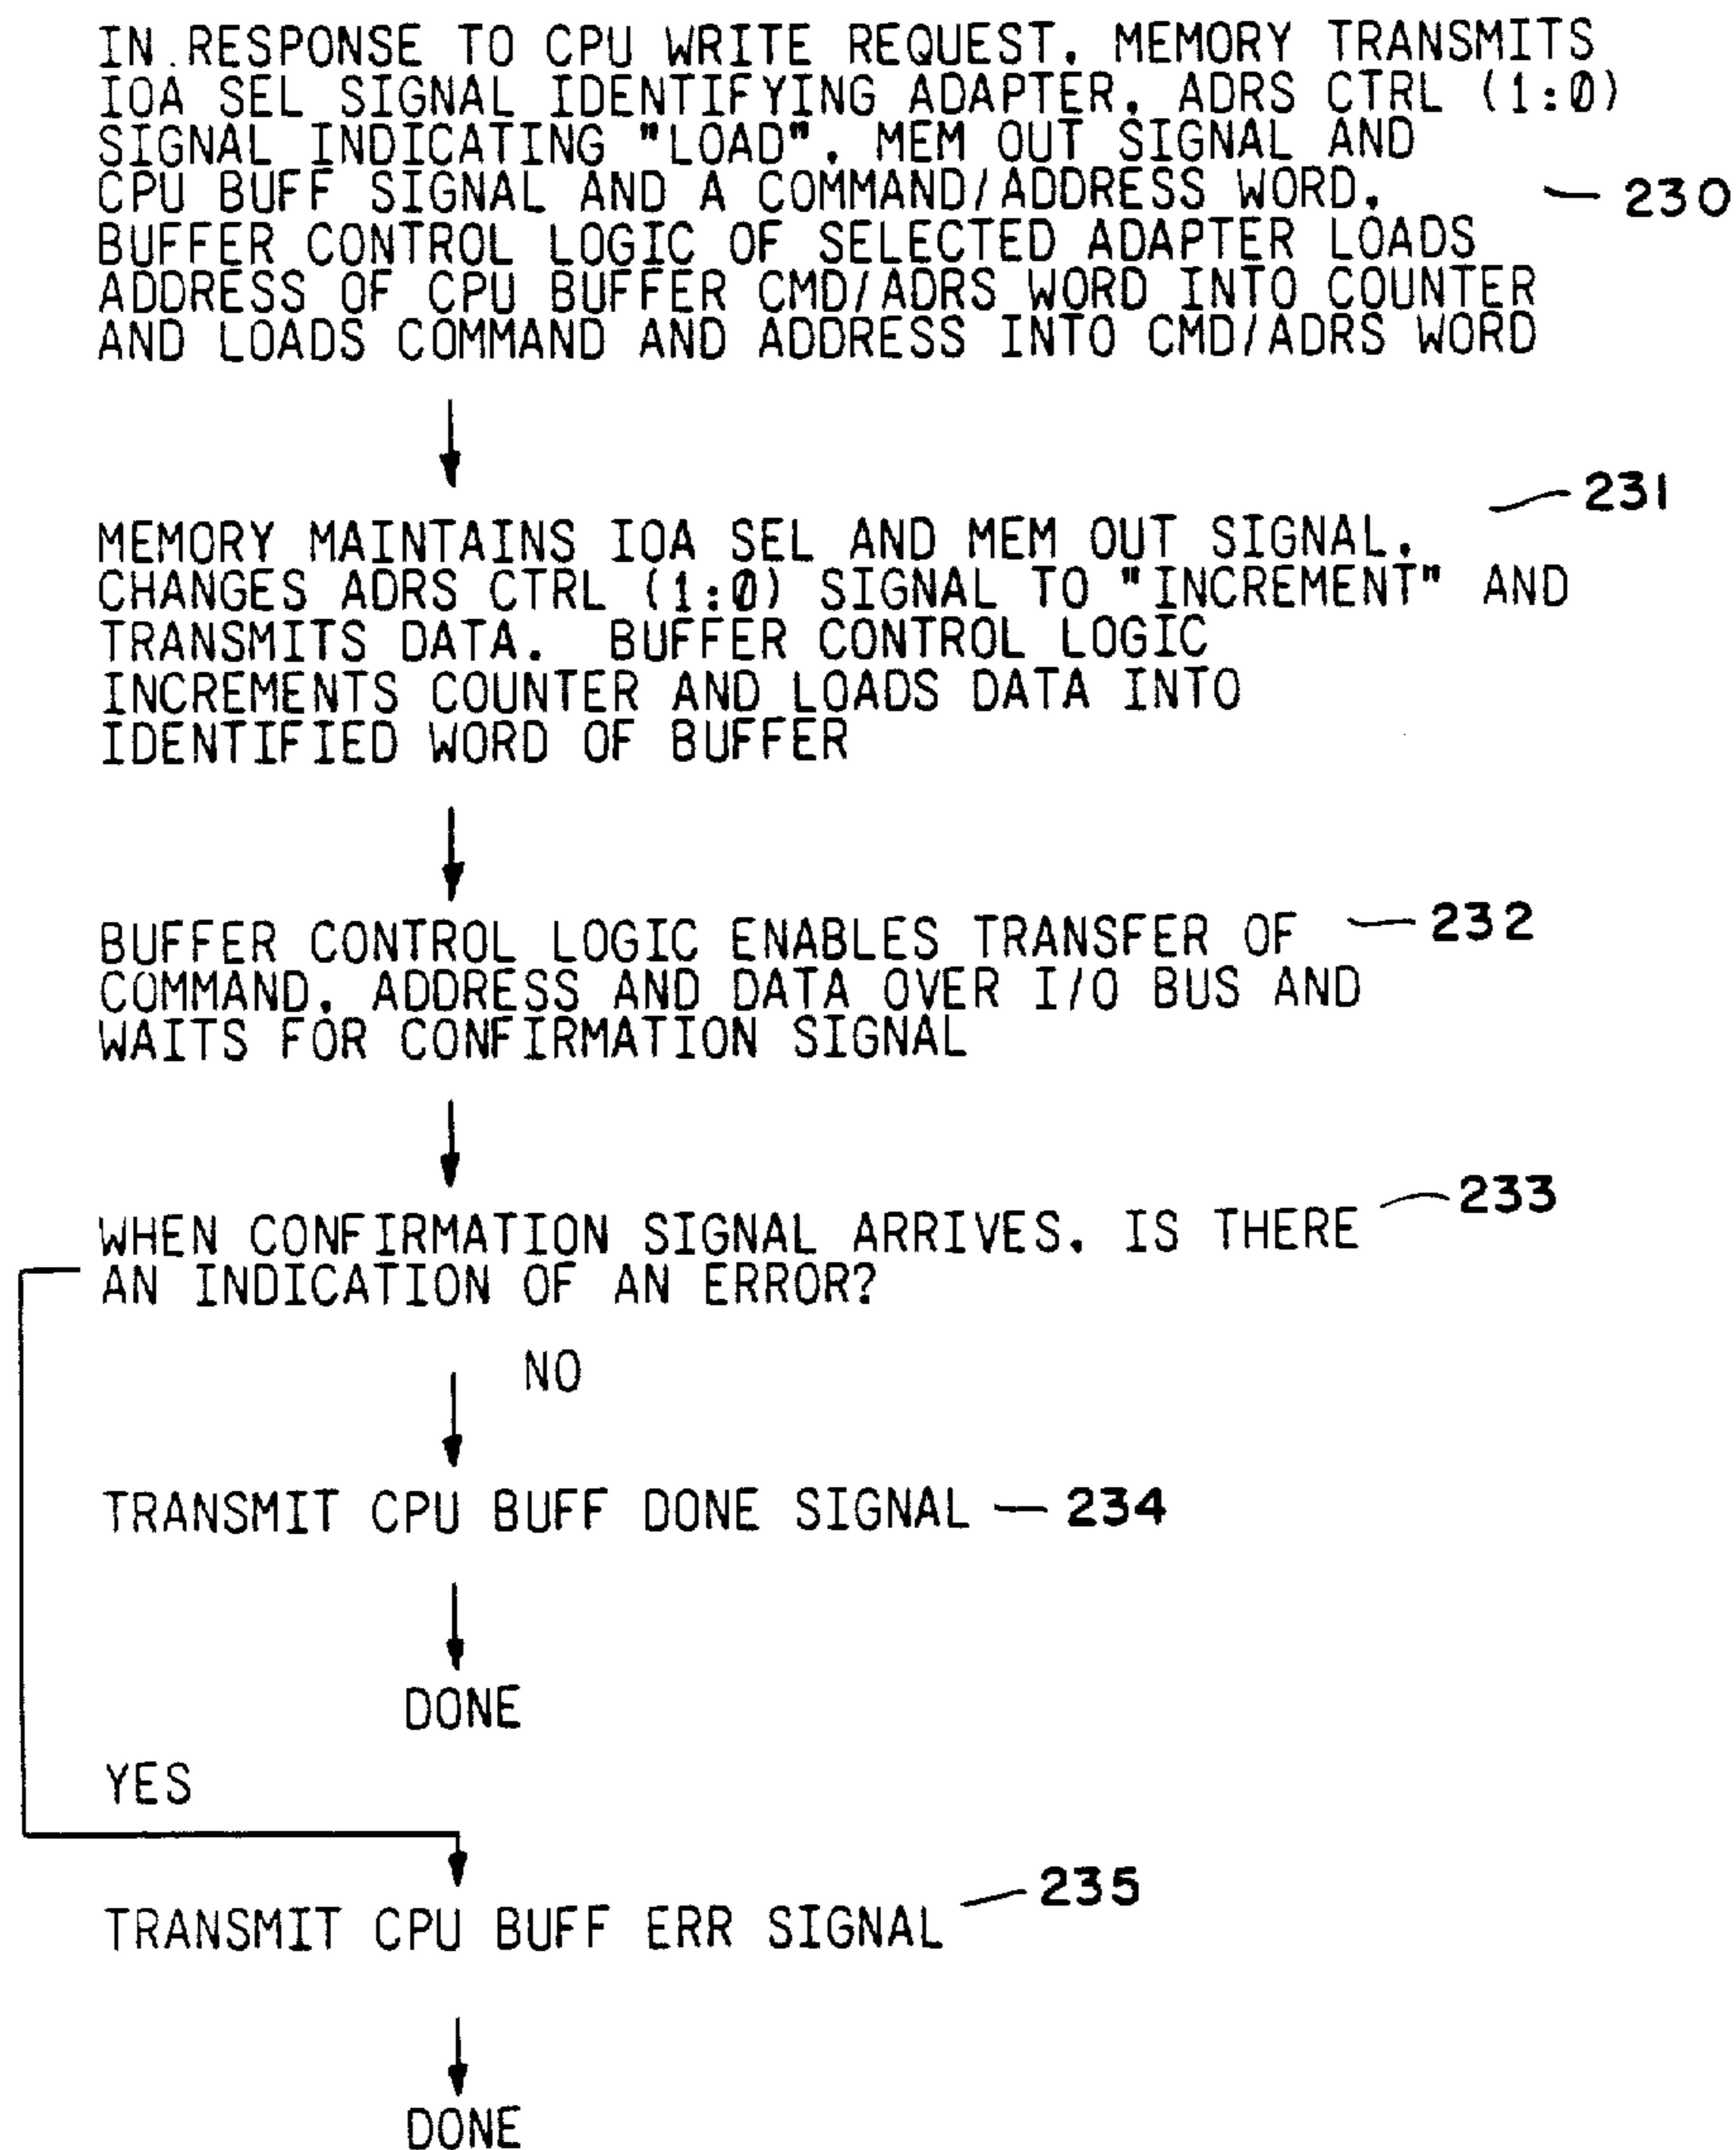 IN RESPONSE TO CPU WRITE REQUEST, MEMORY TRANSMITS
IOA SEL SIGNAL IDENTIFYING ADAPTER, ADRS CTRL (1:0)
SIGNAL INDICATING "LOAD", MEM OUT SIGNAL AND
CPU BUFF SIGNAL AND A COMMAND/ADDRESS WORD.
230
BUFFER CONTROL LOGIC OF SELECTED ADAPTER LOADS
ADDRESS OF CPU BUFFER CMD/ADRS WORD INTO COUNTER
AND LOADS COMMAND AND ADDRESS INTO CMD/ADRS WORD
231
MEMORY MAINTAINS IOA SEL AND MEM OUT SIGNAL,
CHANGES ADRS CTRL (1:0) SIGNAL TO "INCREMENT" AND
TRANSMITS DATA. BUFFER CONTROL LOGIC
INCREMENTS COUNTER AND LOADS DATA INTO
IDENTIFIED WORD OF BUFFER
BUFFER CONTROL LOGIC ENABLES TRANSFER OF
232
COMMAND, ADDRESS AND DATA OVER I/O BUS AND
WAITS FOR CONFIRMATION SIGNAL
233
WHEN CONFIRMATION SIGNAL ARRIVES, IS THERE
AN INDICATION OF AN ERROR?
NO
TRANSMIT CPU BUFF DONE SIGNAL
234
DONE
YES
235
TRANSMIT CPU BUFF ERR SIGNAL
DONE